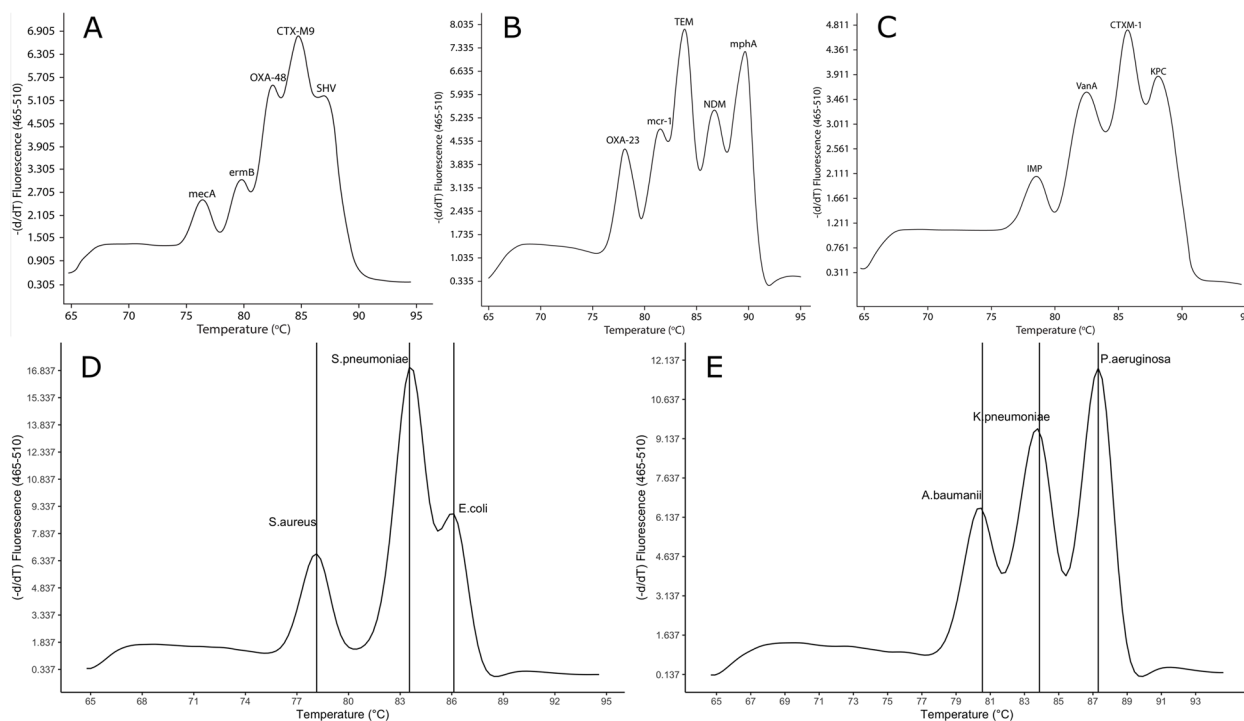 A
-(d/dT) Fluorescence (465-510)
6.905
6.305
5.705
5.105
4.505
3.905
3.305
2.705
2.105
1.505
0.905
0.305
CTX-M9
OXA-48
SHV
ermB
mecA
65 70 75 80 85 90 95
Temperature (ºC)
B
-(d/dT) Fluorescence (465-510)
8.035
7.335
6.635
5.935
5.235
4.535
3.835
3.135
2.435
1.735
1.035
0.335
TEM
mphA
NDM
mcr-1
OXA-23
65 70 75 80 85 90 95
Temperature (ºC)
C
-(d/dT) Fluorescence (465-510)
4.811
4.361
3.911
3.461
3.011
2.561
2.111
1.661
1.211
0.761
0.311
CTXM-1
KPC
VanA
IMP
65 70 75 80 85 90 95
Temperature (ºC)
D
(-d/dT) Fluorescence (465-510)
16.837
15.337
13.837
12.337
10.837
9.337
7.837
6.337
4.837
3.337
1.837
0.337
S.pneumoniae
E.coli
S.aureus
65 68 71 74 77 80 83 86 89 92 95
Temperature (°C)
E
(-d/dT) Fluorescence (465-510)
12.137
10.637
9.137
7.637
6.137
4.637
3.137
1.637
0.137
P.aeruginosa
K.pneumoniae
A.baumanii
65 67 69 71 73 75 77 79 81 83 85 87 89 91 93
Temperature (°C)